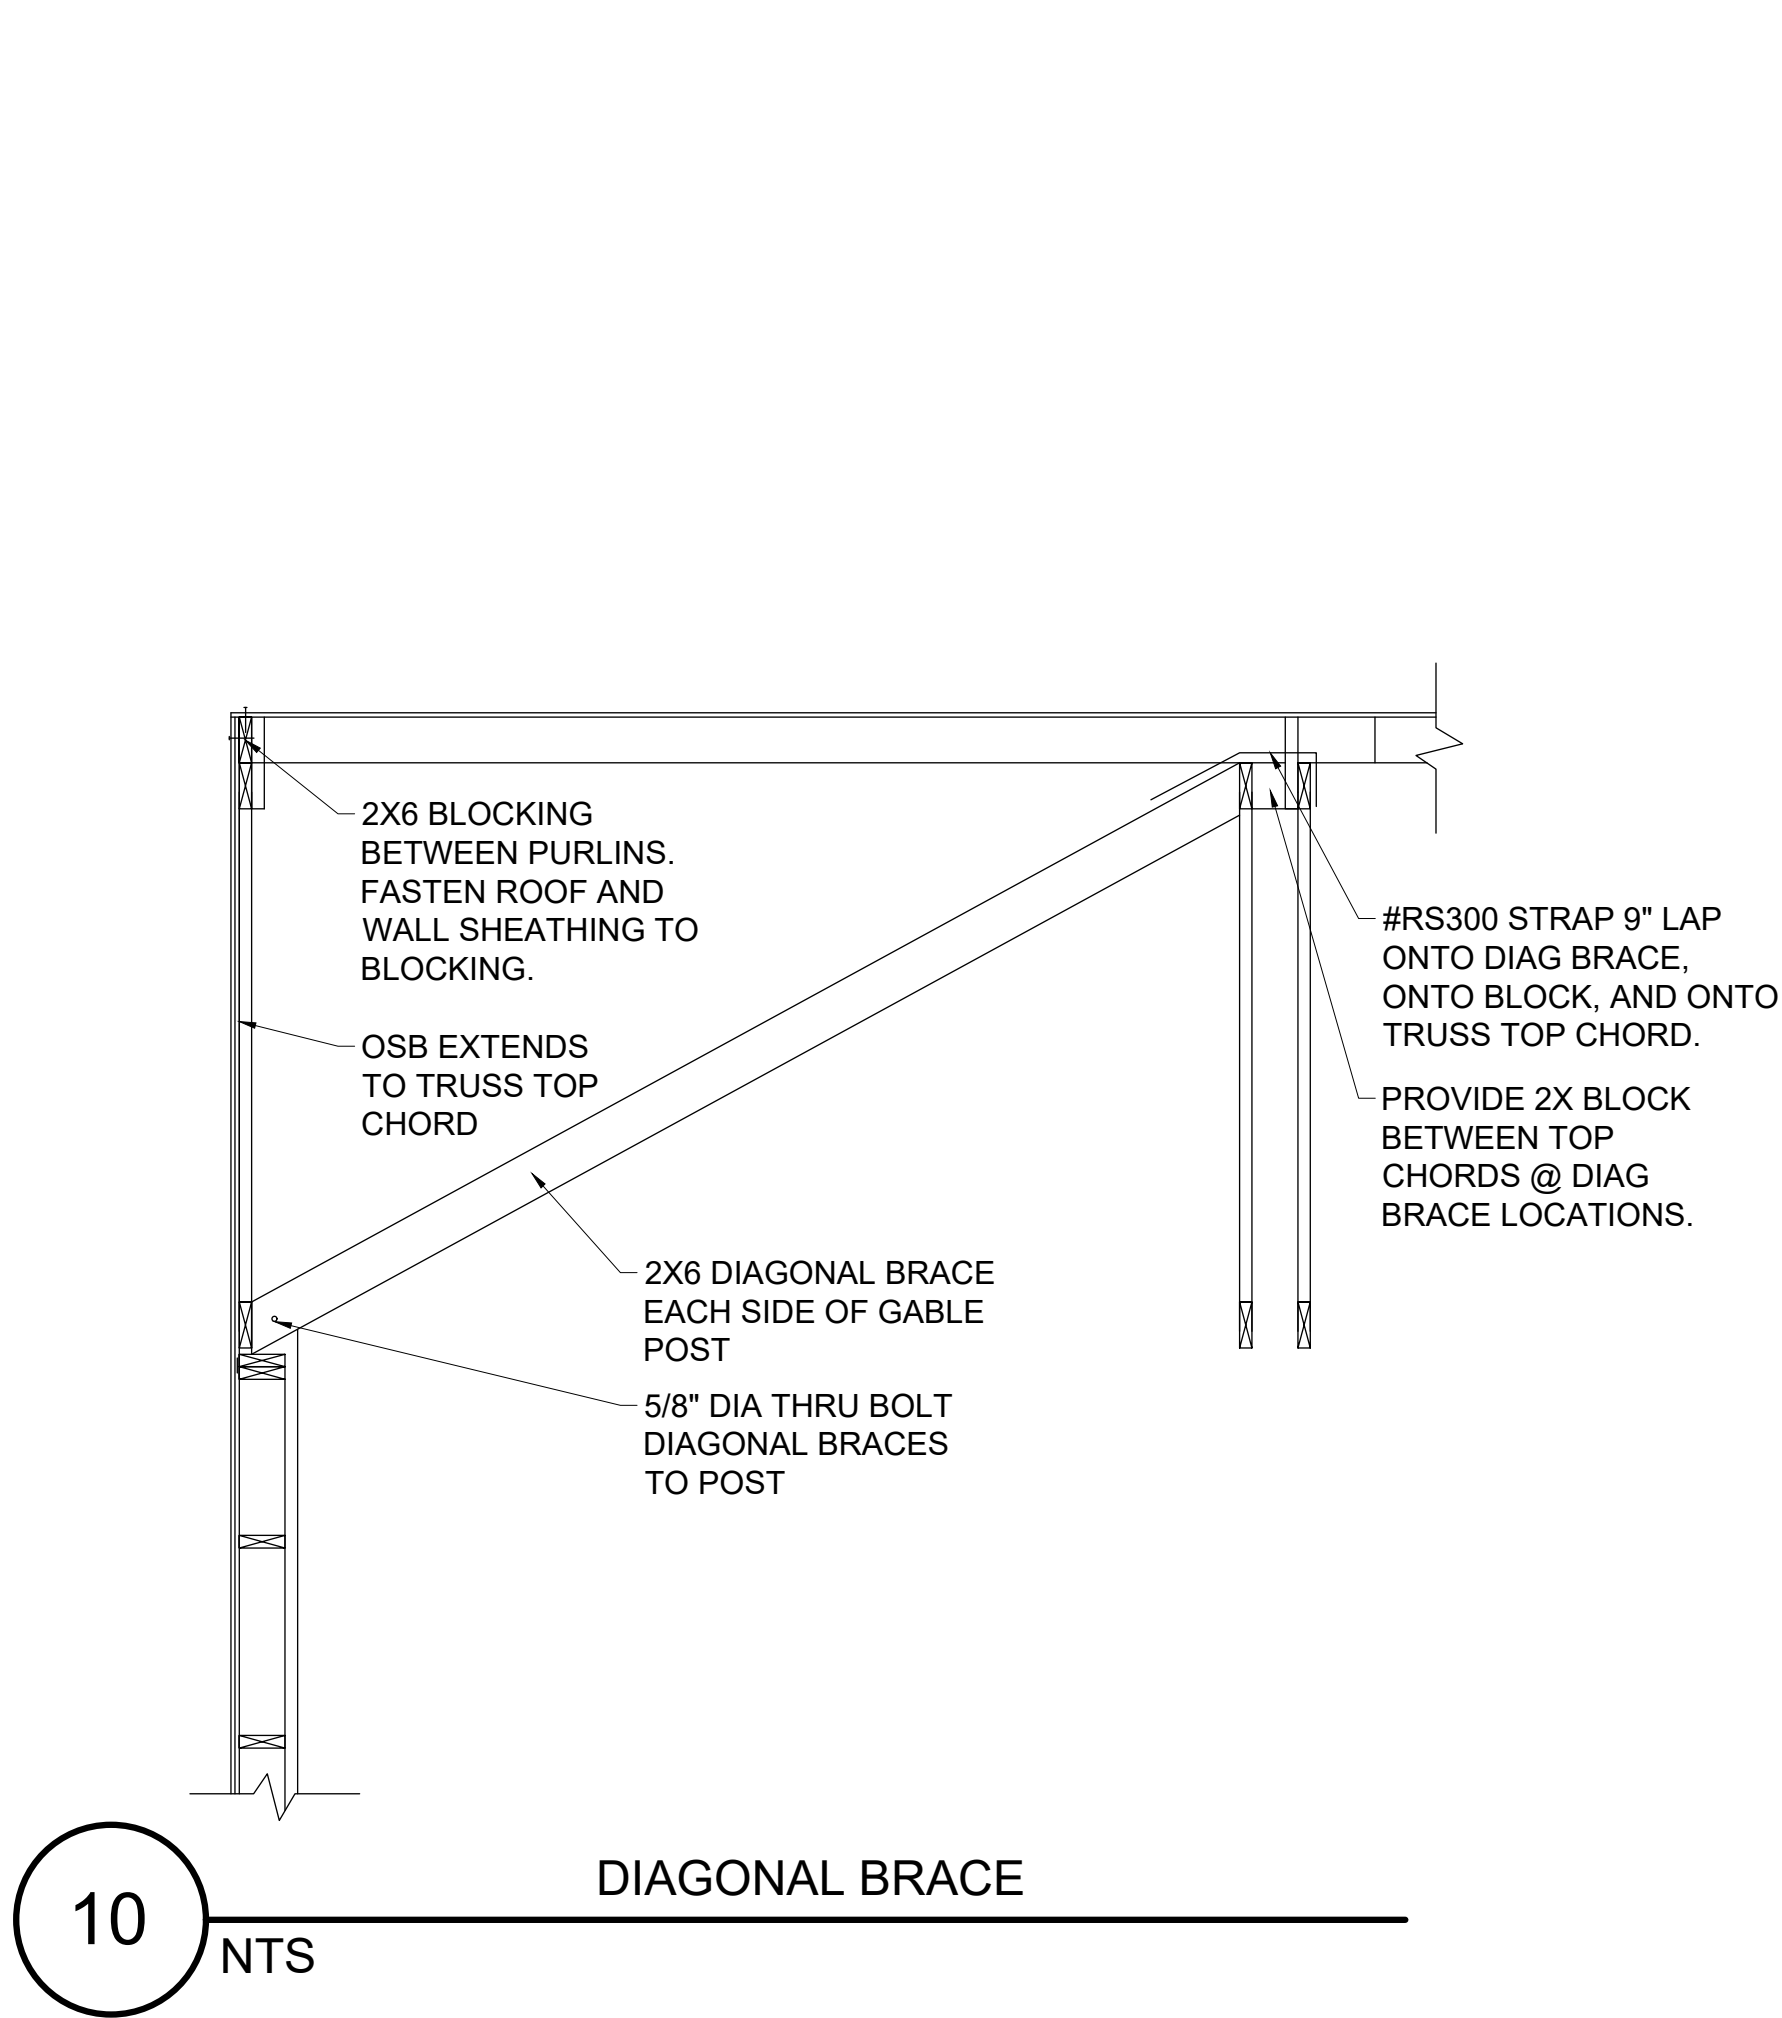 2X6 BLOCKING
BETWEEN PURLINS.
FASTEN ROOF AND
WALL SHEATHING TO
BLOCKING.
OSB EXTENDS
TO TRUSS TOP
CHORD
#RS300 STRAP 9" LAP
ONTO DIAG BRACE,
ONTO BLOCK, AND ONTO
TRUSS TOP CHORD.
PROVIDE 2X BLOCK
BETWEEN TOP
CHORDS @ DIAG
BRACE LOCATIONS.
2X6 DIAGONAL BRACE
EACH SIDE OF GABLE
POST
5/8" DIA THRU BOLT
DIAGONAL BRACES
TO POST
DIAGONAL BRACE
10
NTS